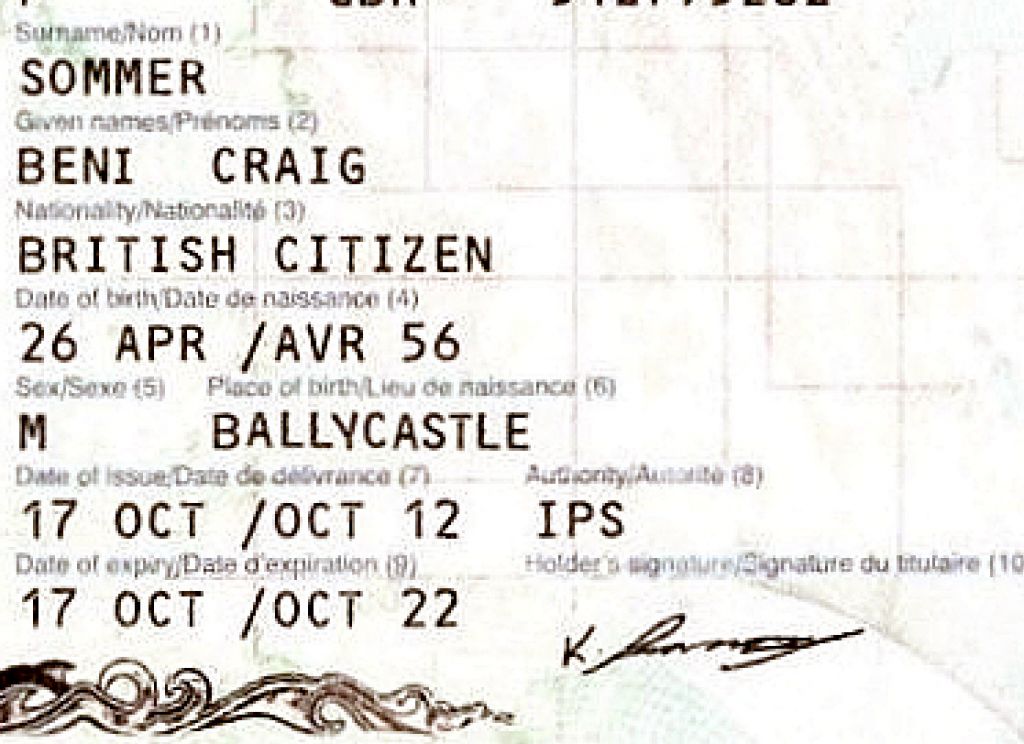 Surname/Nom (1)
SOMMER
Given names/Prénoms (2)
BENI CRAIG
Nationality/Nationalité (3)
BRITISH CITIZEN
Date of birth/Date de naissance (4)
26 APR /AVR 56
Sex/Sexe (5) Place of birth/Lieu de naissance (6)
M BALLYCASTLE
Date of issue/Date de délivrance (7) Authority/Autorité (8)
17 OCT /OCT 12 IPS
Date of expiry/Date d'expiration (9) Holder's signature/Signature du titulaire (10
17 OCT /OCT 22
K.